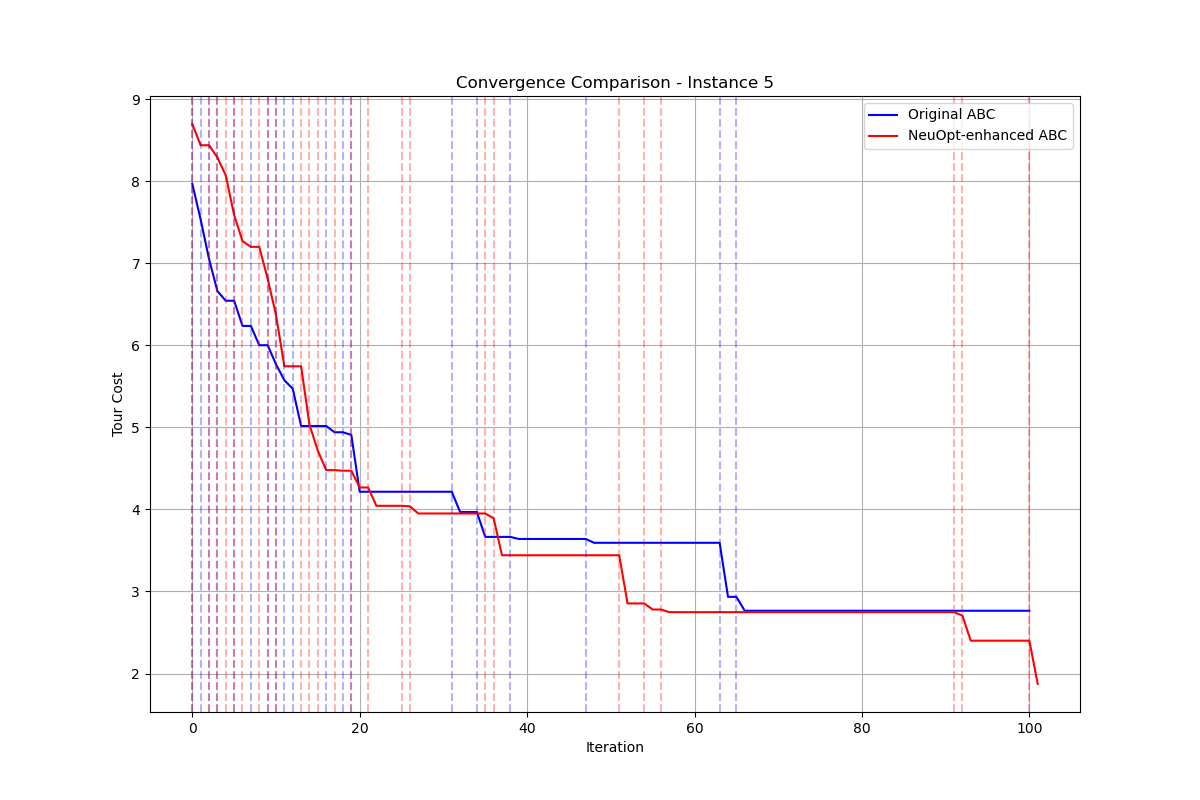 Convergence Comparison - Instance 5
Original ABC
NeuOpt-enhanced ABC
Tour Cost
9
8
7
6
5
4
3
2
0 20 40 60 80 100
Iteration